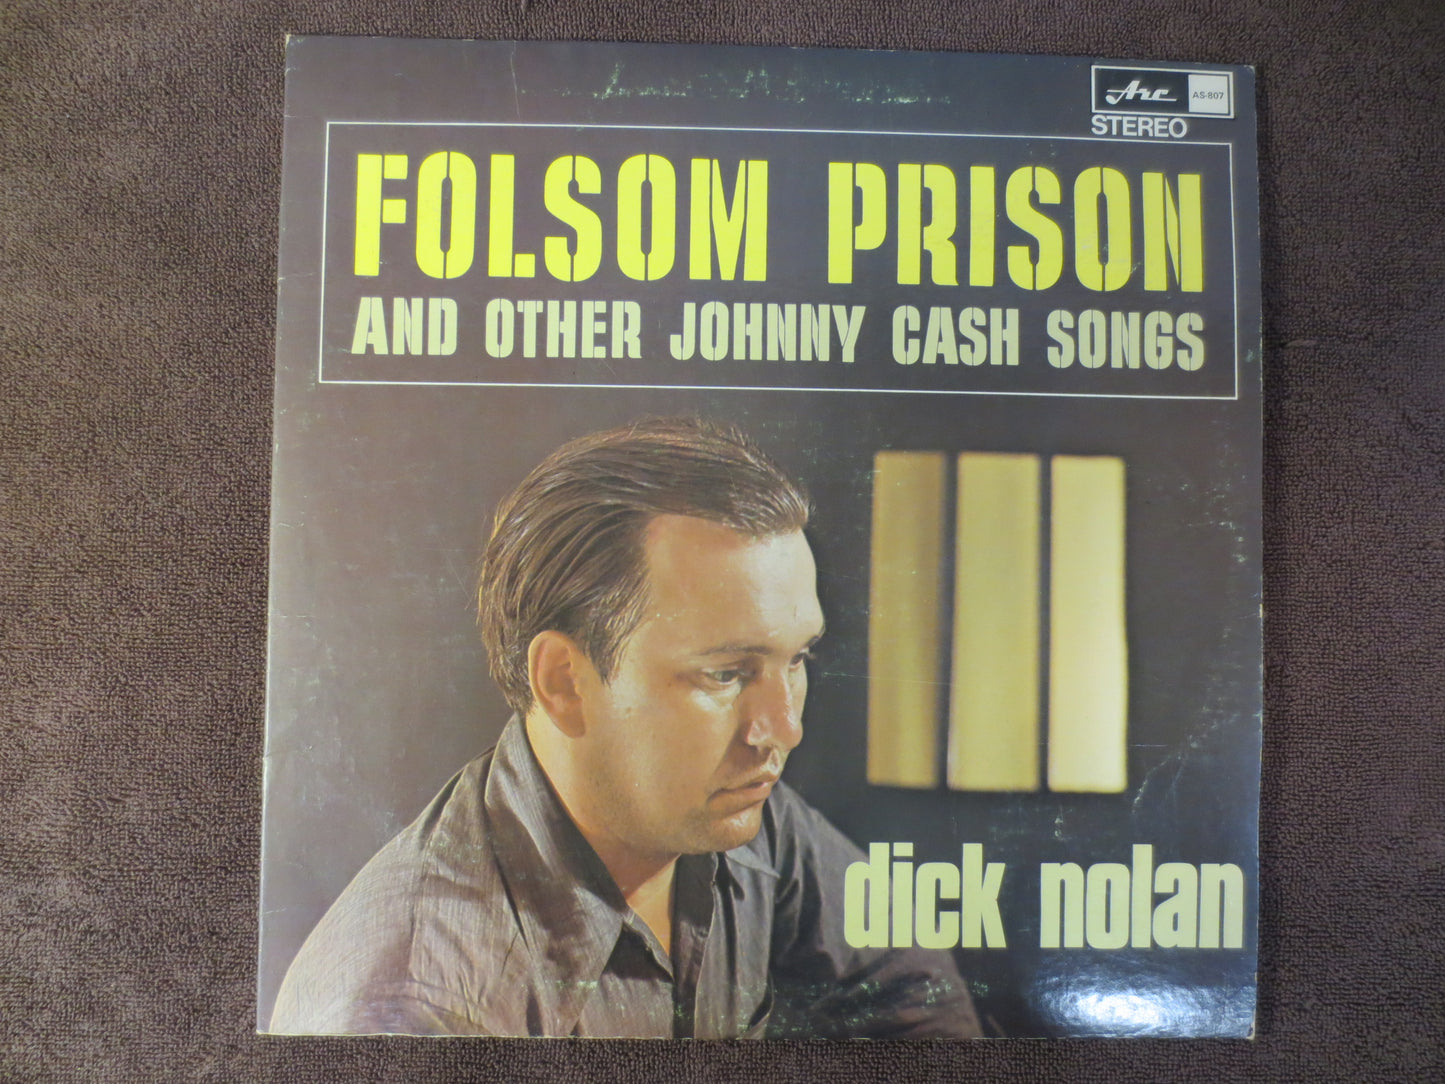 Arc
AS-807
STEREO
FOLSOM PRISON
AND OTHER JOHNNY CASH SONGS
dick nolan